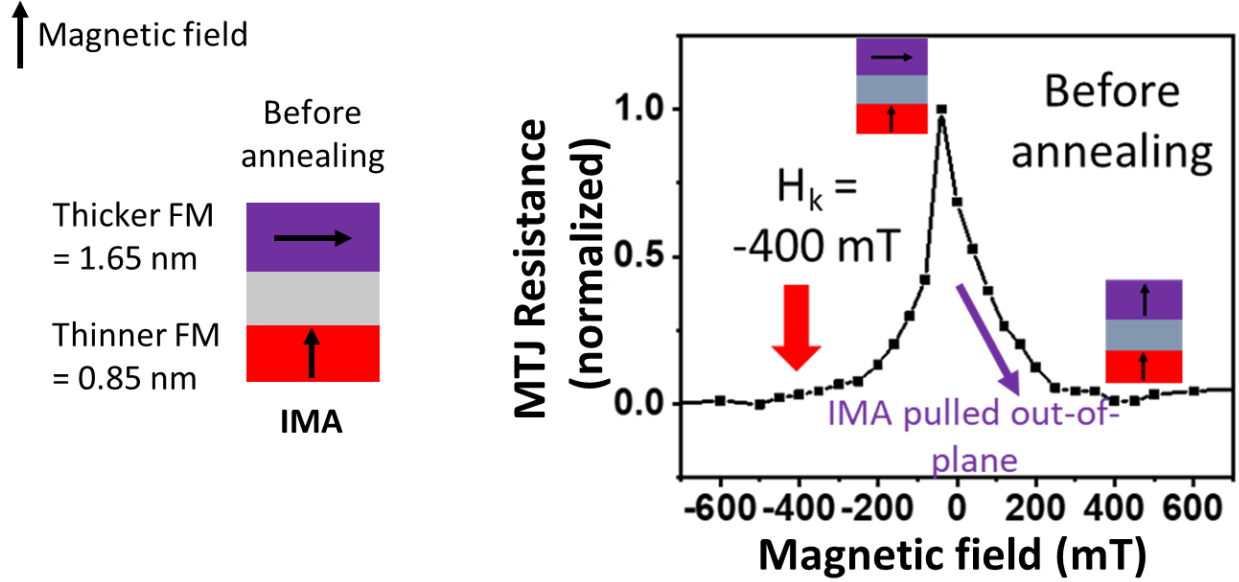 Magnetic field
Before
annealing
Thicker FM
= 1.65 nm
Thinner FM
= 0.85 nm
IMA
MTJ Resistance
(normalized)
1.0
0.5
0.0
Before
annealing
Hₖ =
-400 mT
IMA pulled out-of-
plane
-600 -400 -200 0 200 400 600
Magnetic field (mT)